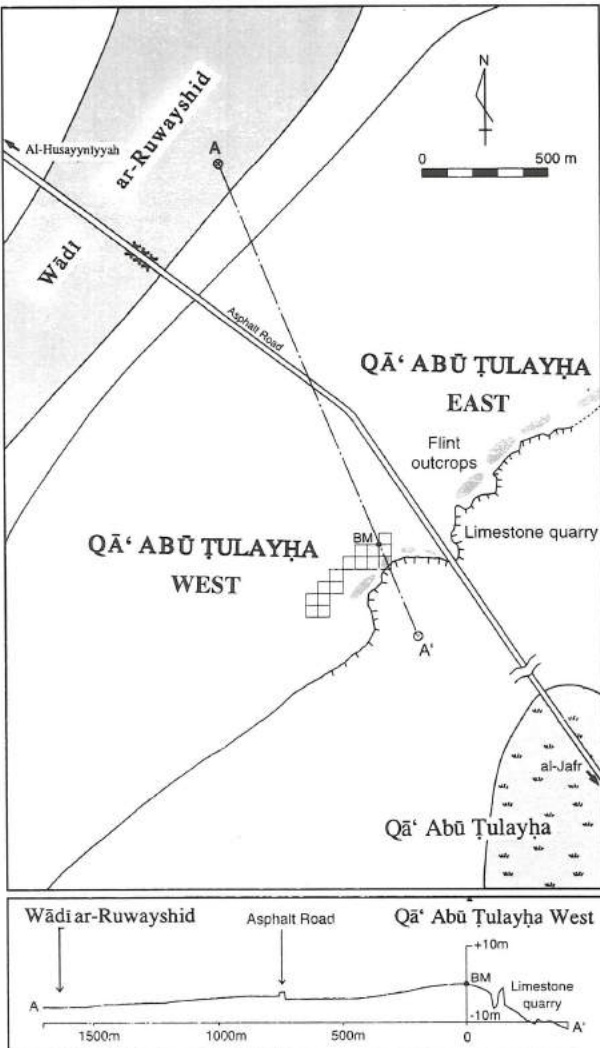 N
Al-Husayyniyyah
ar-Ruwayshid
A
0 500 m
Wādī
Asphalt Road
QĀʿ ABŪ ṬULAYḤA
EAST
Flint
outcrops
BM
Limestone quarry
QĀʿ ABŪ ṬULAYḤA
WEST
A'
al-Jafr
Qāʿ Abū Ṭulayḥa
Wādī ar-Ruwayshid
Asphalt Road
Qāʿ Abū Ṭulayḥa West
+10m
BM
Limestone
quarry
A
-10m
A'
1500m 1000m 500m 0m